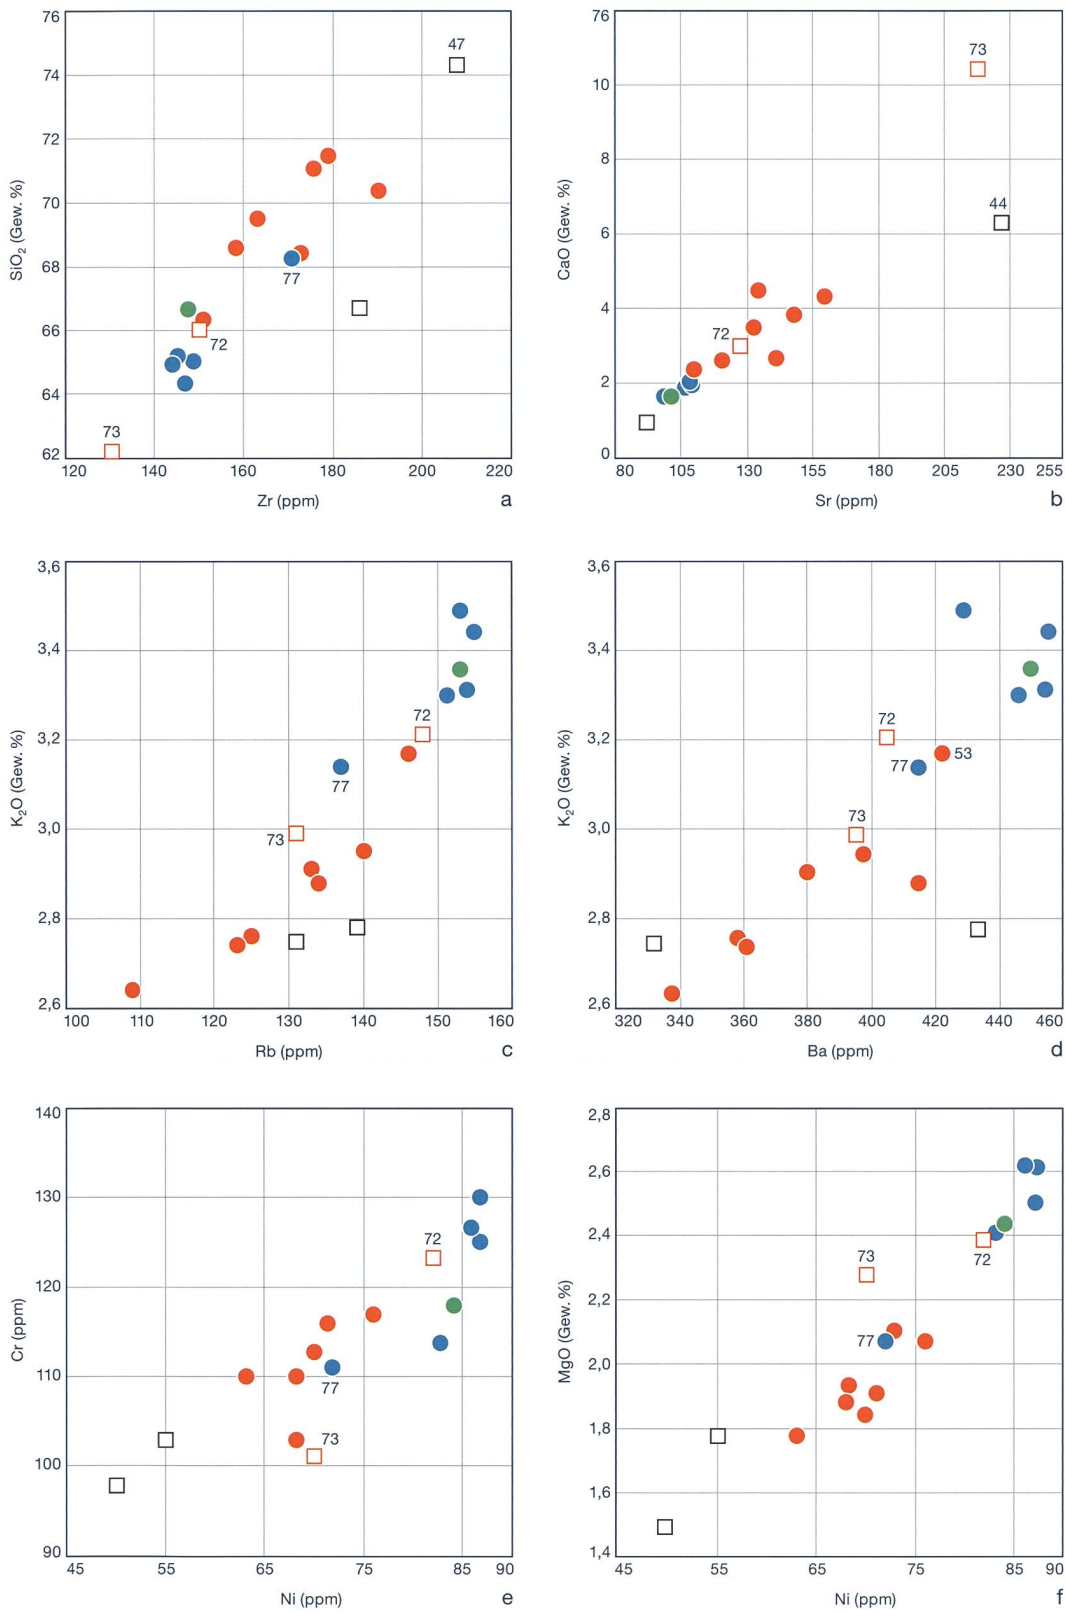 76
74
72
70
68
66
64
62
SiO2 (Gew. %)
47
77
72
73
120 140 160 180 200 220
Zr (ppm)
a
76
10
8
6
4
2
0
CaO (Gew. %)
73
44
72
80 105 130 155 180 205 230 255
Sr (ppm)
b
3,6
3,4
3,2
3,0
2,8
2,6
K2O (Gew. %)
72
77
73
100 110 120 130 140 150 160
Rb (ppm)
c
3,6
3,4
3,2
3,0
2,8
2,6
K2O (Gew. %)
72
77
53
73
320 340 360 380 400 420 440 460
Ba (ppm)
d
140
130
120
110
100
90
Cr (ppm)
72
77
73
45 55 65 75 85 90
Ni (ppm)
e
2,8
2,6
2,4
2,2
2,0
1,8
1,6
1,4
MgO (Gew. %)
73
72
77
45 55 65 75 85 90
Ni (ppm)
f